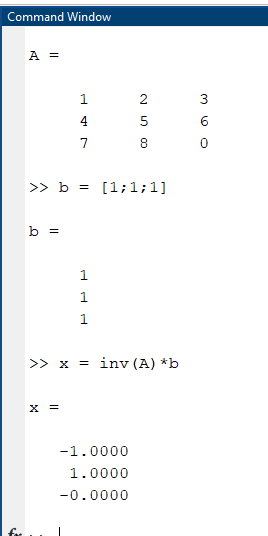 Command Window
A =
1 2 3
4 5 6
7 8 0
>> b = [1;1;1]
b =
1
1
1
>> x = inv(A)*b
x =
-1.0000
1.0000
-0.0000
fx >>